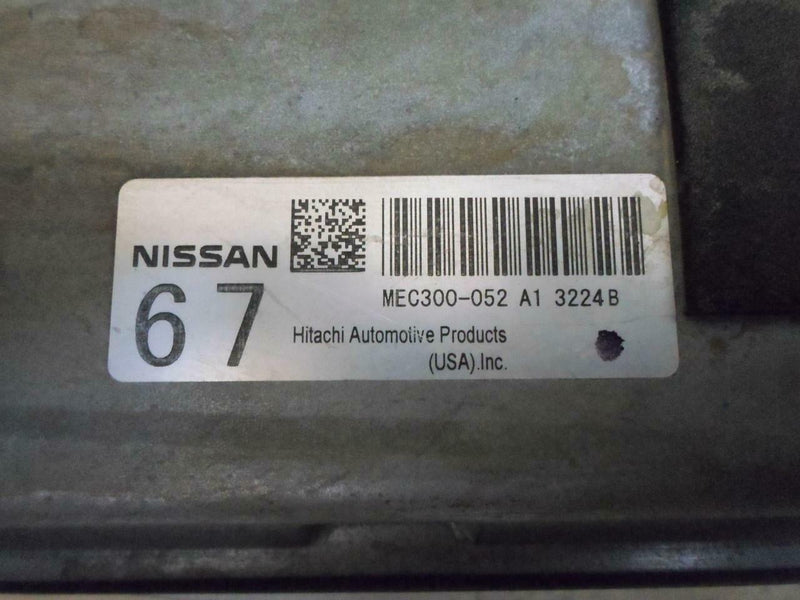 NISSAN
67
MEC300-052 A1 3224B
Hitachi Automotive Products
(USA).Inc.